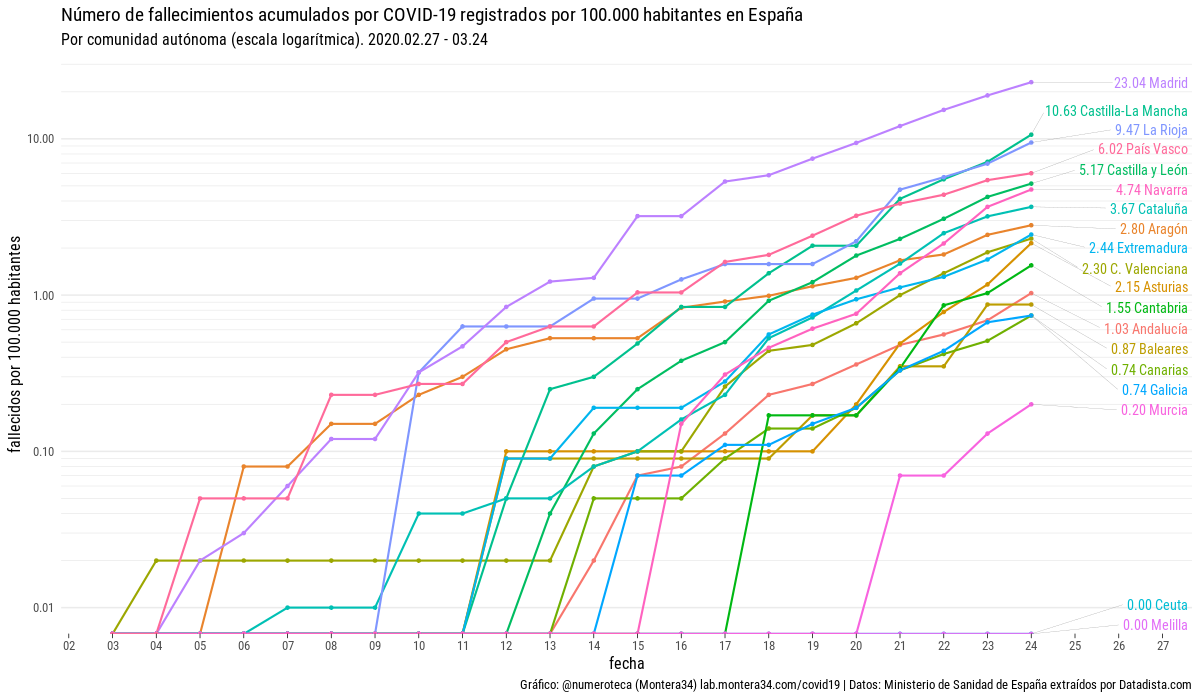 Número de fallecimientos acumulados por COVID-19 registrados por 100.000 habitantes en España
Por comunidad autónoma (escala logarítmica). 2020.02.27 - 03.24
fallecidos por 100.000 habitantes
10.00
1.00
0.10
0.01
23.04 Madrid
10.63 Castilla-La Mancha
9.47 La Rioja
6.02 País Vasco
5.17 Castilla y León
4.74 Navarra
3.67 Cataluña
2.80 Aragón
2.44 Extremadura
2.30 C. Valenciana
2.15 Asturias
1.55 Cantabria
1.03 Andalucía
0.87 Baleares
0.74 Canarias
0.74 Galicia
0.20 Murcia
0.00 Ceuta
0.00 Melilla
02 03 04 05 06 07 08 09 10 11 12 13 14 15 16 17 18 19 20 21 22 23 24 25 26 27
fecha
Gráfico: @numeroteca (Montera34) lab.montera34.com/covid19 | Datos: Ministerio de Sanidad de España extraídos por Datadista.com